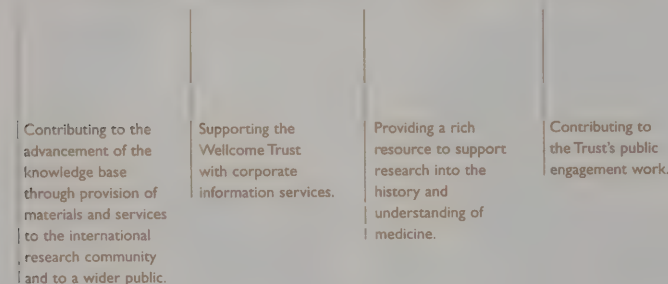 Contributing to the
advancement of the
knowledge base
through provision of
materials and services
to the international
research community
and to a wider public.
Supporting the
Wellcome Trust
with corporate
information services.
Providing a rich
resource to support
research into the
history and
understanding of
medicine.
Contributing to
the Trust's public
engagement work.